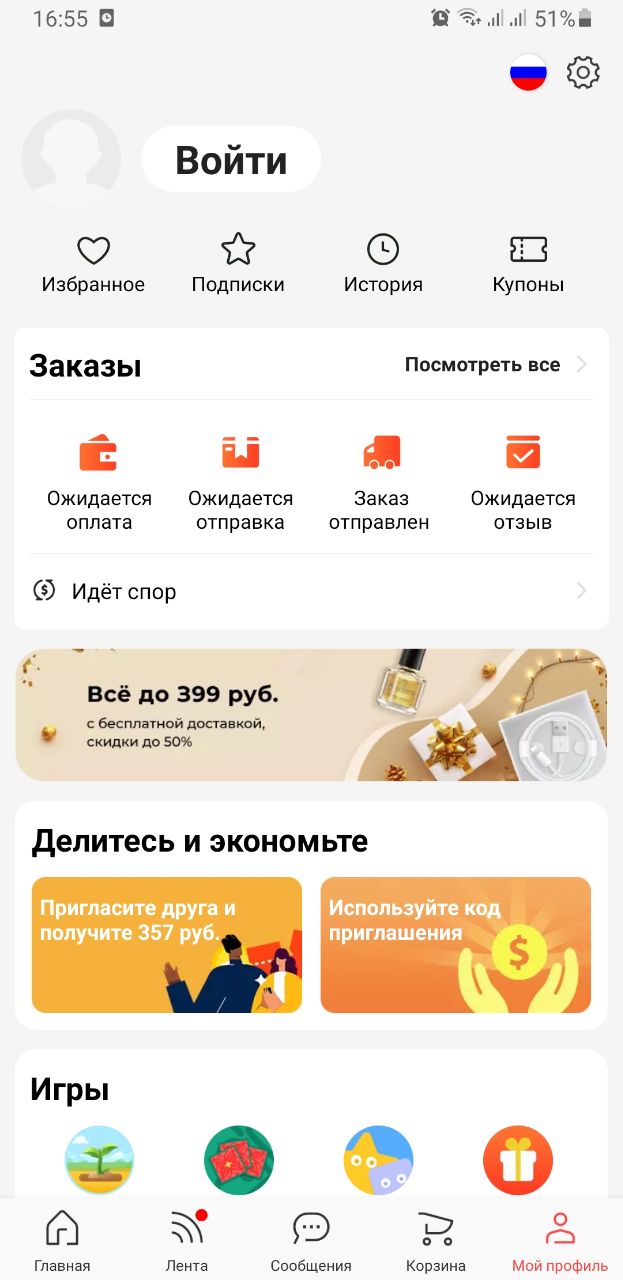 16:55
51%
Войти
Избранное
Подписки
История
Купоны
Заказы
Посмотреть все
Ожидается
оплата
Ожидается
отправка
Заказ
отправлен
Ожидается
отзыв
Идёт спор
Всё до 399 руб.
с бесплатной доставкой,
скидки до 50%
Делитесь и экономьте
Пригласите друга и
получите 357 руб.
Используйте код
приглашения
Игры
Главная
Лента
Сообщения
Корзина
Мой профиль